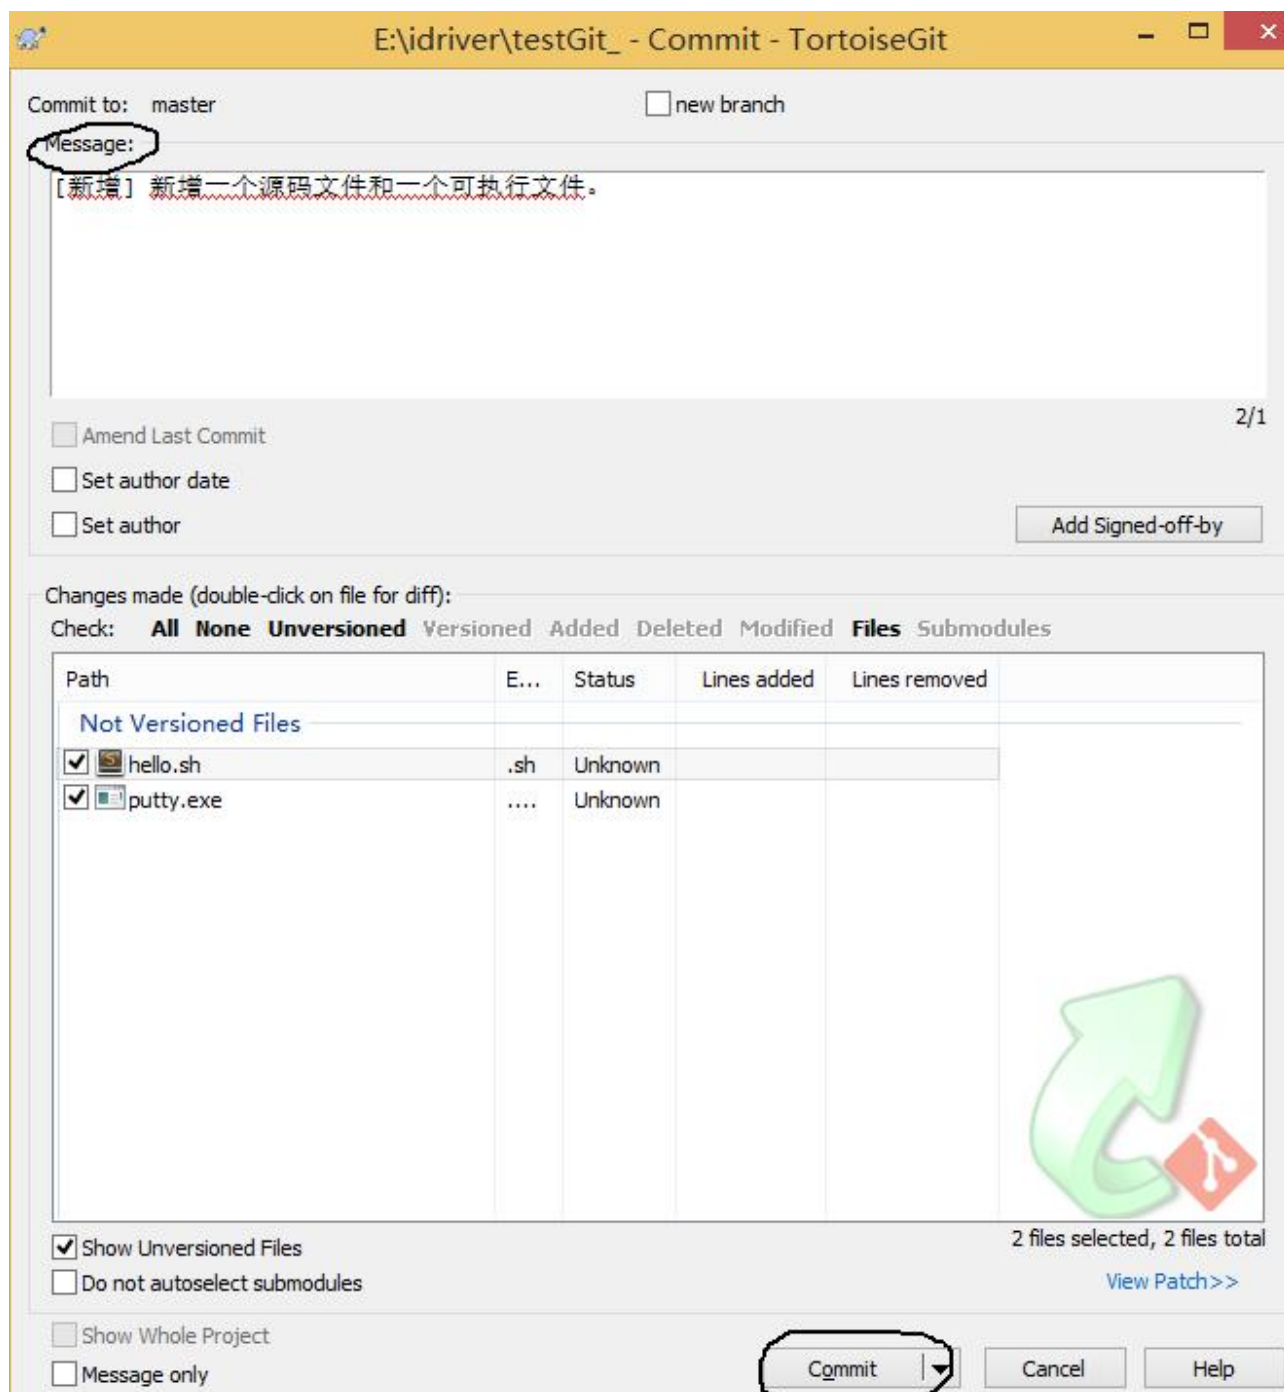 E:\idriver\testGit_ - Commit - TortoiseGit
Commit to: master new branch
Message:
[新增] 新增一个源码文件和一个可执行文件。
2/1
Amend Last Commit
Set author date
Set author Add Signed-off-by
Changes made (double-click on file for diff):
Check: All None Unversioned Versioned Added Deleted Modified Files Submodules
Path E... Status Lines added Lines removed
Not Versioned Files
hello.sh .sh Unknown
putty.exe .... Unknown
Show Unversioned Files 2 files selected, 2 files total
Do not autoselect submodules View Patch>>
Show Whole Project
Message only Commit Cancel Help